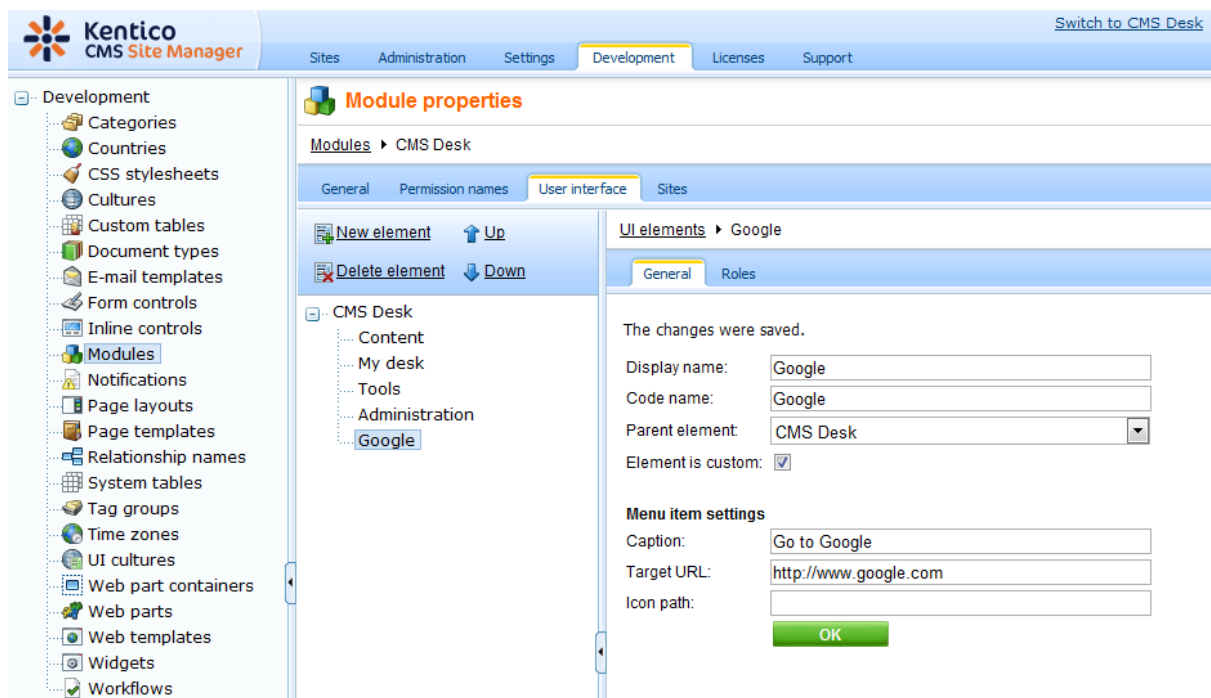 Kentico
CMS Site Manager
Switch to CMS Desk
Sites Administration Settings Development Licenses Support
Development
Categories
Countries
CSS stylesheets
Cultures
Custom tables
Document types
E-mail templates
Form controls
Inline controls
Modules
Notifications
Page layouts
Page templates
Relationship names
System tables
Tag groups
Time zones
UI cultures
Web part containers
Web parts
Web templates
Widgets
Workflows
Module properties
Modules CMS Desk
General Permission names User interface Sites
New element Up
Delete element Down
CMS Desk
Content
My desk
Tools
Administration
Google
UI elements Google
General Roles
The changes were saved.
Display name: Google
Code name: Google
Parent element: CMS Desk
Element is custom:
Menu item settings
Caption: Go to Google
Target URL: http://www.google.com
Icon path:
OK